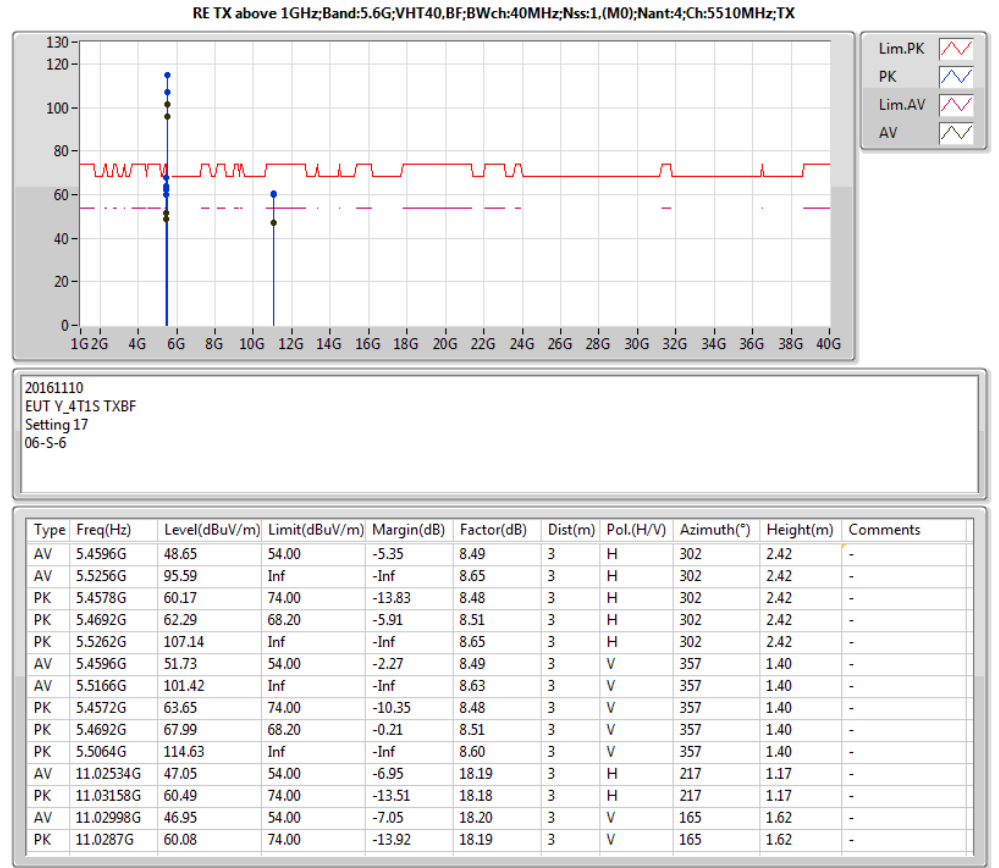 RE TX above 1GHz;Band:5.6G;VHT40,BF;BWch:40MHz;Nss:1,(M0);Nant:4;Ch:5510MHz;TX
130
120
100
80
60
40
20
0
1G 2G 4G 6G 8G 10G 12G 14G 16G 18G 20G 22G 24G 26G 28G 30G 32G 34G 36G 38G 40G
Lim.PK
PK
Lim.AV
AV
20161110
EUT Y_4T1S TXBF
Setting 17
06-S-6
Type Freq(Hz) Level(dBuV/m) Limit(dBuV/m) Margin(dB) Factor(dB) Dist(m) Pol.(H/V) Azimuth(°) Height(m) Comments
AV 5.4596G 48.65 54.00 -5.35 8.49 3 H 302 2.42 -
AV 5.5256G 95.59 Inf -Inf 8.65 3 H 302 2.42 -
PK 5.4578G 60.17 74.00 -13.83 8.48 3 H 302 2.42 -
PK 5.4692G 62.29 68.20 -5.91 8.51 3 H 302 2.42 -
PK 5.5262G 107.14 Inf -Inf 8.65 3 H 302 2.42 -
AV 5.4596G 51.73 54.00 -2.27 8.49 3 V 357 1.40 -
AV 5.5166G 101.42 Inf -Inf 8.63 3 V 357 1.40 -
PK 5.4572G 63.65 74.00 -10.35 8.48 3 V 357 1.40 -
PK 5.4692G 67.99 68.20 -0.21 8.51 3 V 357 1.40 -
PK 5.5064G 114.63 Inf -Inf 8.60 3 V 357 1.40 -
AV 11.02534G 47.05 54.00 -6.95 18.19 3 H 217 1.17 -
PK 11.03158G 60.49 74.00 -13.51 18.18 3 H 217 1.17 -
AV 11.02998G 46.95 54.00 -7.05 18.20 3 V 165 1.62 -
PK 11.0287G 60.08 74.00 -13.92 18.19 3 V 165 1.62 -